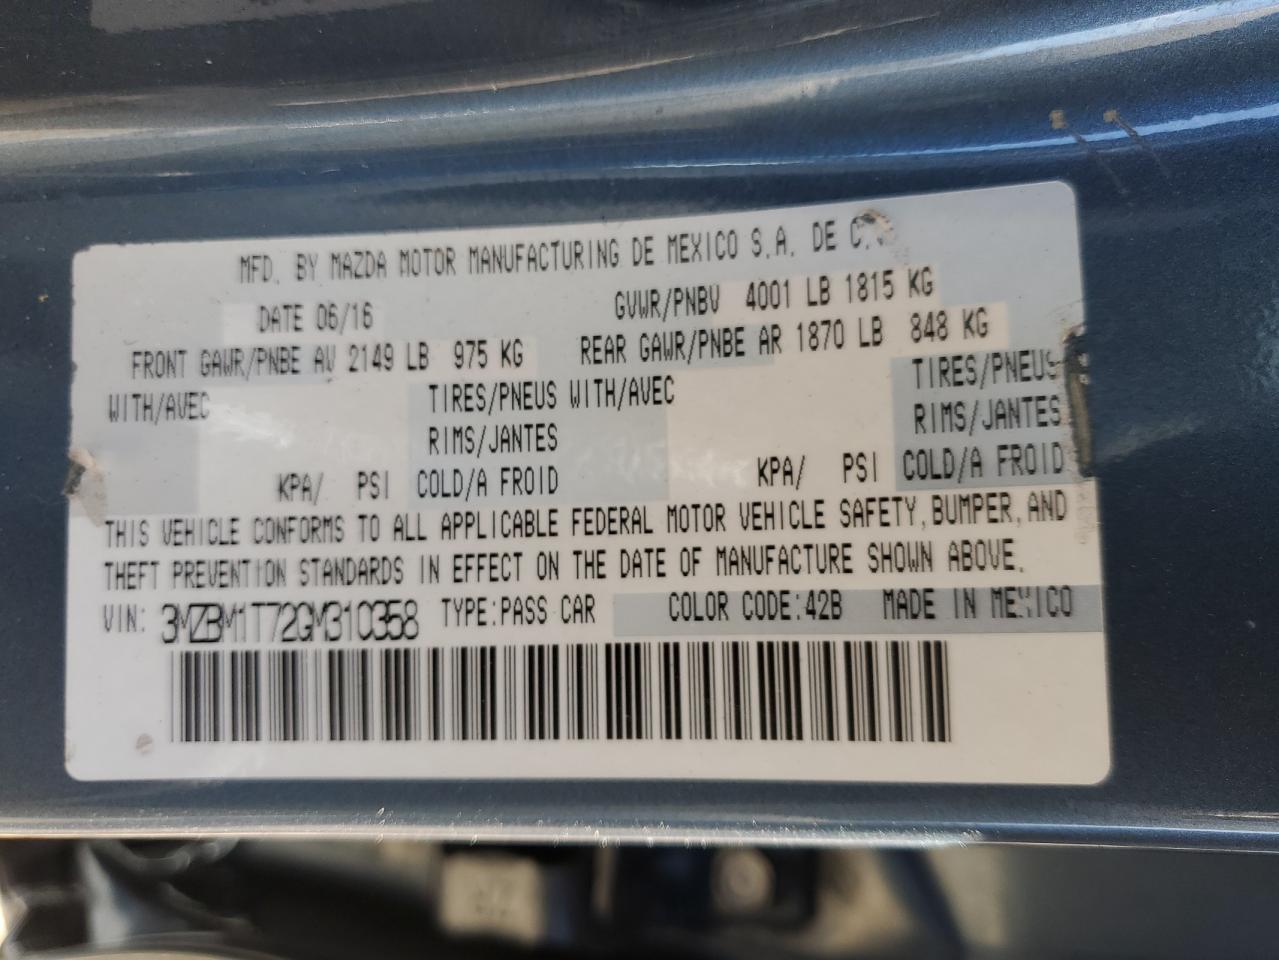 MFD. BY MAZDA MOTOR MANUFACTURING DE MEXICO S.A. DE C.V
DATE 06/16 GVWR/PNBV 4001 LB 1815 KG
FRONT GAWR/PNBE AV 2149 LB 975 KG REAR GAWR/PNBE AR 1870 LB 848 KG
WITH/AVEC TIRES/PNEUS WITH/AVEC TIRES/PNEUS
RIMS/JANTES RIMS/JANTES
KPA/ PSI COLD/A FROID KPA/ PSI COLD/A FROID
THIS VEHICLE CONFORMS TO ALL APPLICABLE FEDERAL MOTOR VEHICLE SAFETY, BUMPER, AND
THEFT PREVENTION STANDARDS IN EFFECT ON THE DATE OF MANUFACTURE SHOWN ABOVE.
VIN: 3MZBM1T72GM310358 TYPE:PASS CAR COLOR CODE:42B MADE IN MEXICO